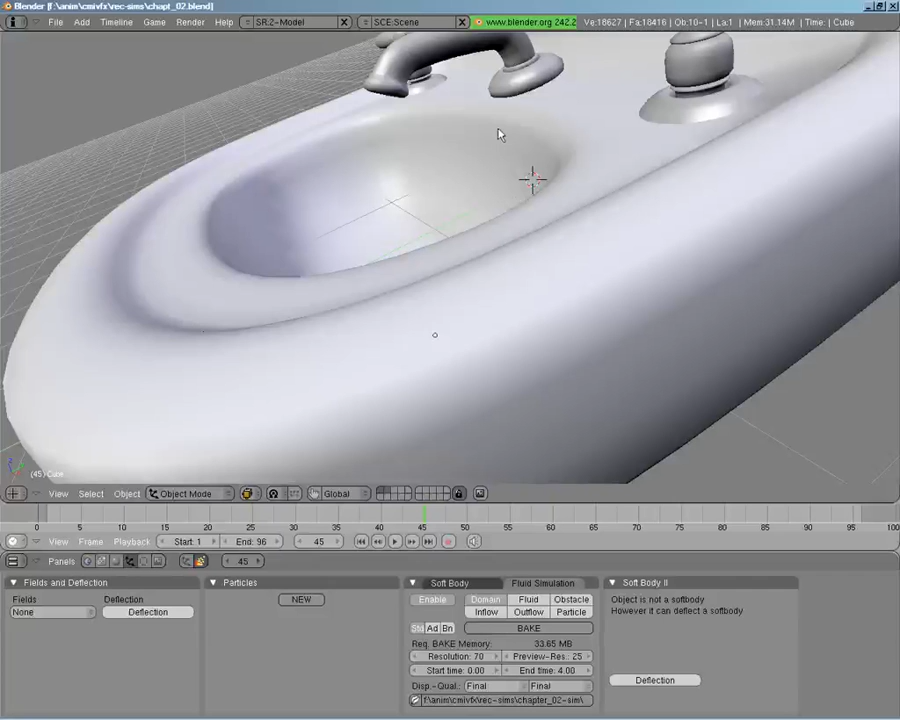 Blender [f:\anim\cmivfx\rec-sims\chapt_02.blend]
File Add Timeline Game Render Help SR:2-Model SCE:Scene www.blender.org 242.2 Ve:18627 | Fa:18416 | Ob:10-1 | La:1 | Mem:31.14M | Time: | Cube
(45) Cube
View Select Object Object Mode Global
0 5 10 15 20 25 30 35 40 45 50 55 60 65 70 75 80 85 90 95 100
View Frame Playback Start: 1 End: 96 45
Panels 45
Fields and Deflection Particles Soft Body Fluid Simulation Soft Body II
Fields Deflection NEW Enable Domain Fluid Obstacle Object is not a softbody
None Deflection Inflow Outflow Particle However it can deflect a softbody
Std Ad Bn BAKE
Req. BAKE Memory: 33.65 MB
Resolution: 70 Preview-Res.: 25
Start time: 0.00 End time: 4.00 Deflection
Disp.-Qual.: Final Final
f:\anim\cmivfx\rec-sims\chapter_02-sim\